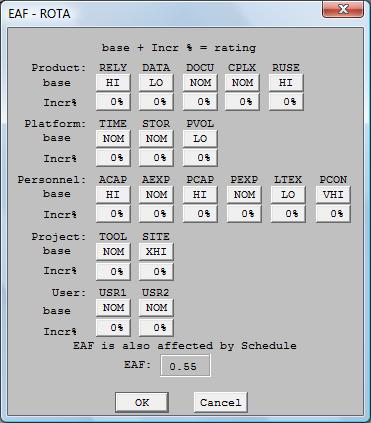 EAF - ROTA
base + Incr % = rating
Product: RELY DATA DOCU CPLX RUSE
base HI LO NOM NOM HI
Incr% 0% 0% 0% 0% 0%
Platform: TIME STOR PVOL
base NOM NOM LO
Incr% 0% 0% 0%
Personnel: ACAP AEXP PCAP PEXP LTEX PCON
base HI NOM HI NOM LO VHI
Incr% 0% 0% 0% 0% 0% 0%
Project: TOOL SITE
base NOM XHI
Incr% 0% 0%
User: USR1 USR2
base NOM NOM
Incr% 0% 0%
EAF is also affected by Schedule
EAF: 0.55
OK Cancel